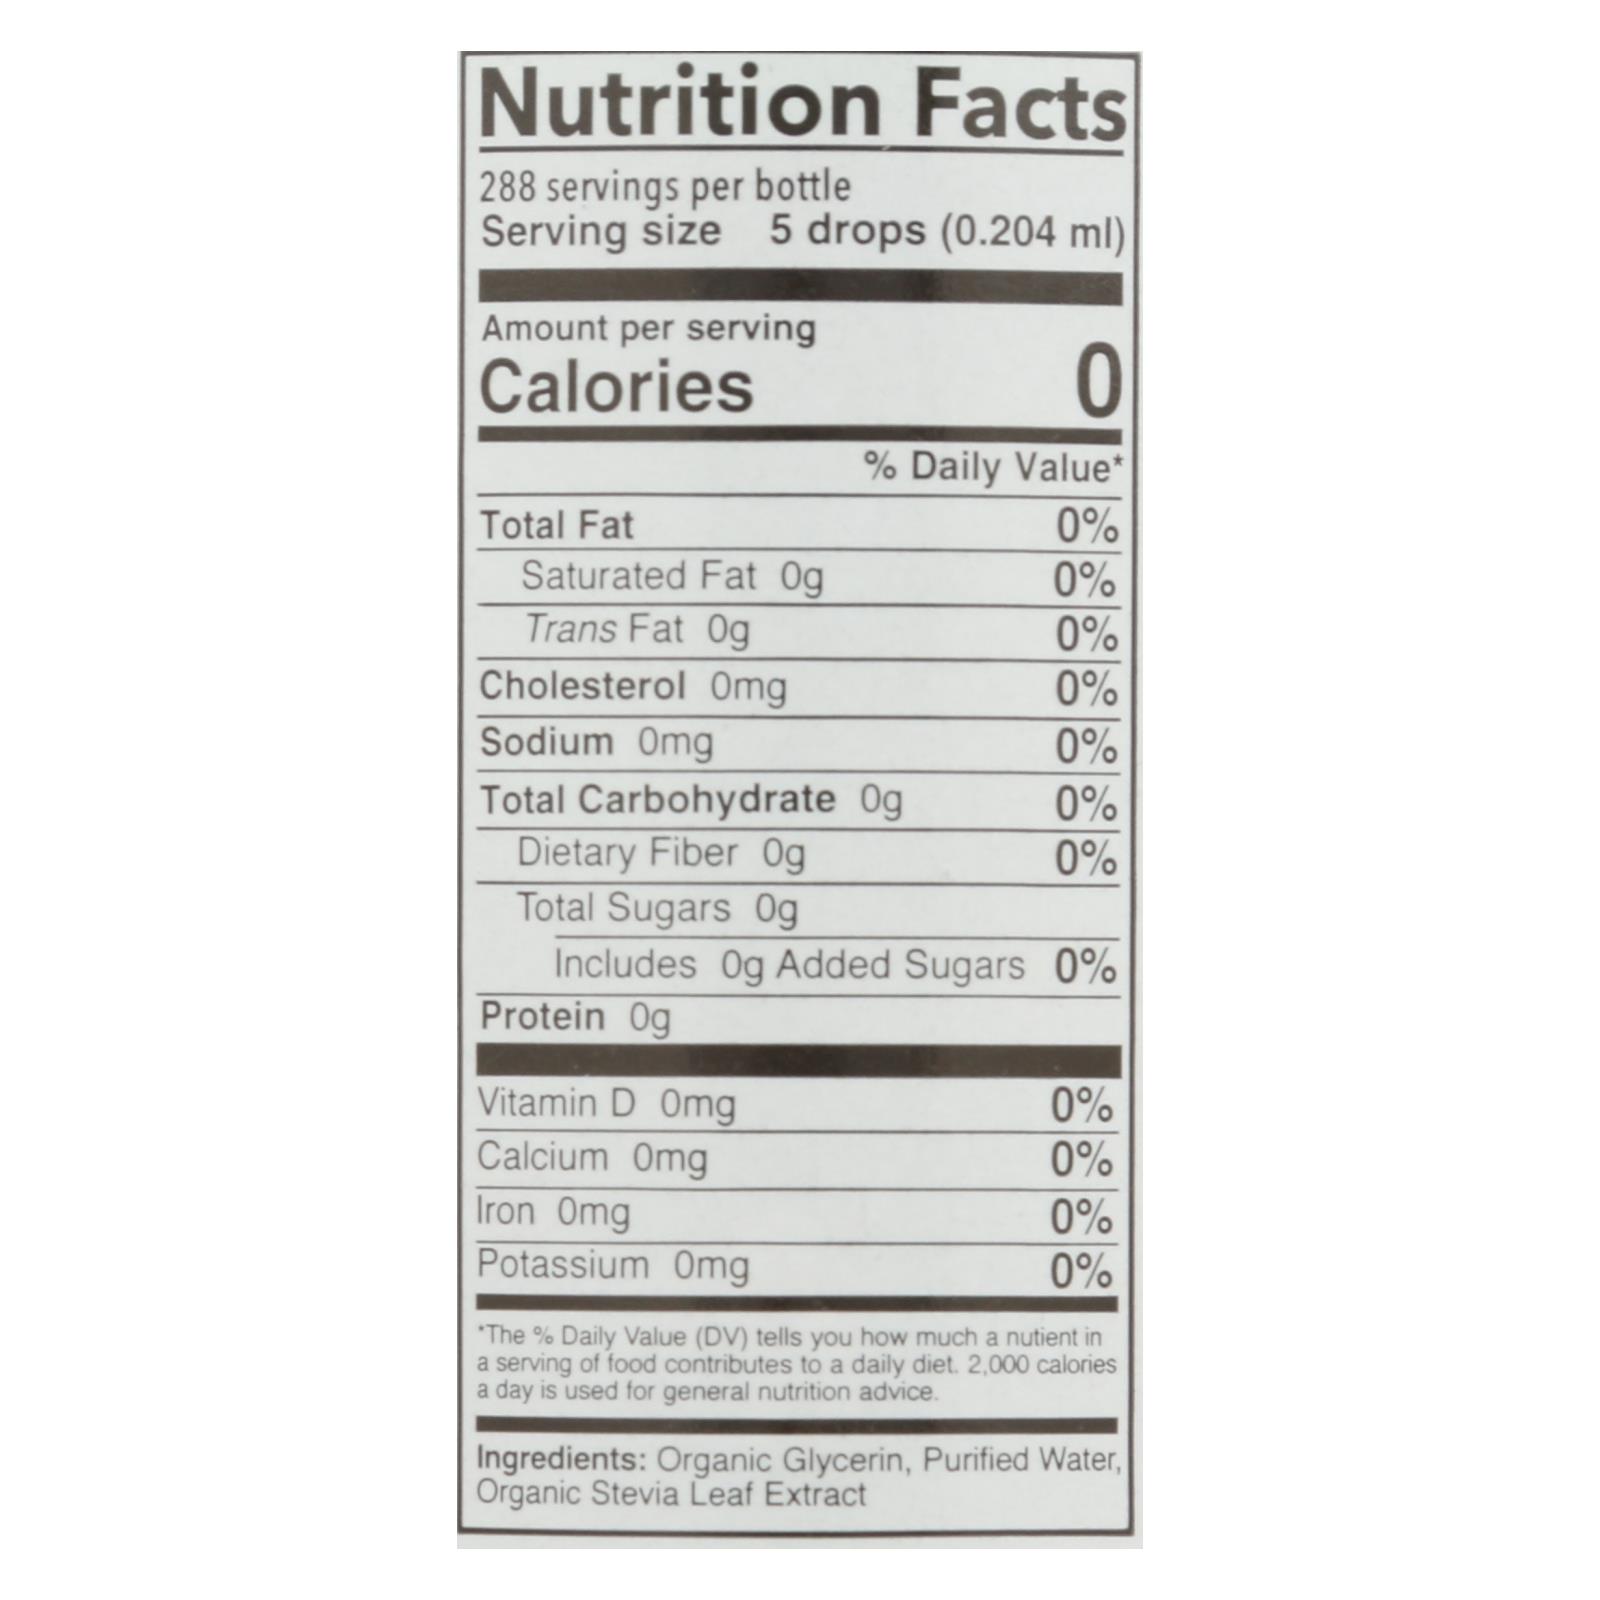 Nutrition Facts
288 servings per bottle
Serving size 5 drops (0.204 ml)
Amount per serving
Calories 0
% Daily Value*
Total Fat 0%
Saturated Fat 0g 0%
Trans Fat 0g 0%
Cholesterol 0mg 0%
Sodium 0mg 0%
Total Carbohydrate 0g 0%
Dietary Fiber 0g 0%
Total Sugars 0g
Includes 0g Added Sugars 0%
Protein 0g
Vitamin D 0mg 0%
Calcium 0mg 0%
Iron 0mg 0%
Potassium 0mg 0%
*The % Daily Value (DV) tells you how much a nutient in
a serving of food contributes to a daily diet. 2,000 calories
a day is used for general nutrition advice.
Ingredients: Organic Glycerin, Purified Water,
Organic Stevia Leaf Extract